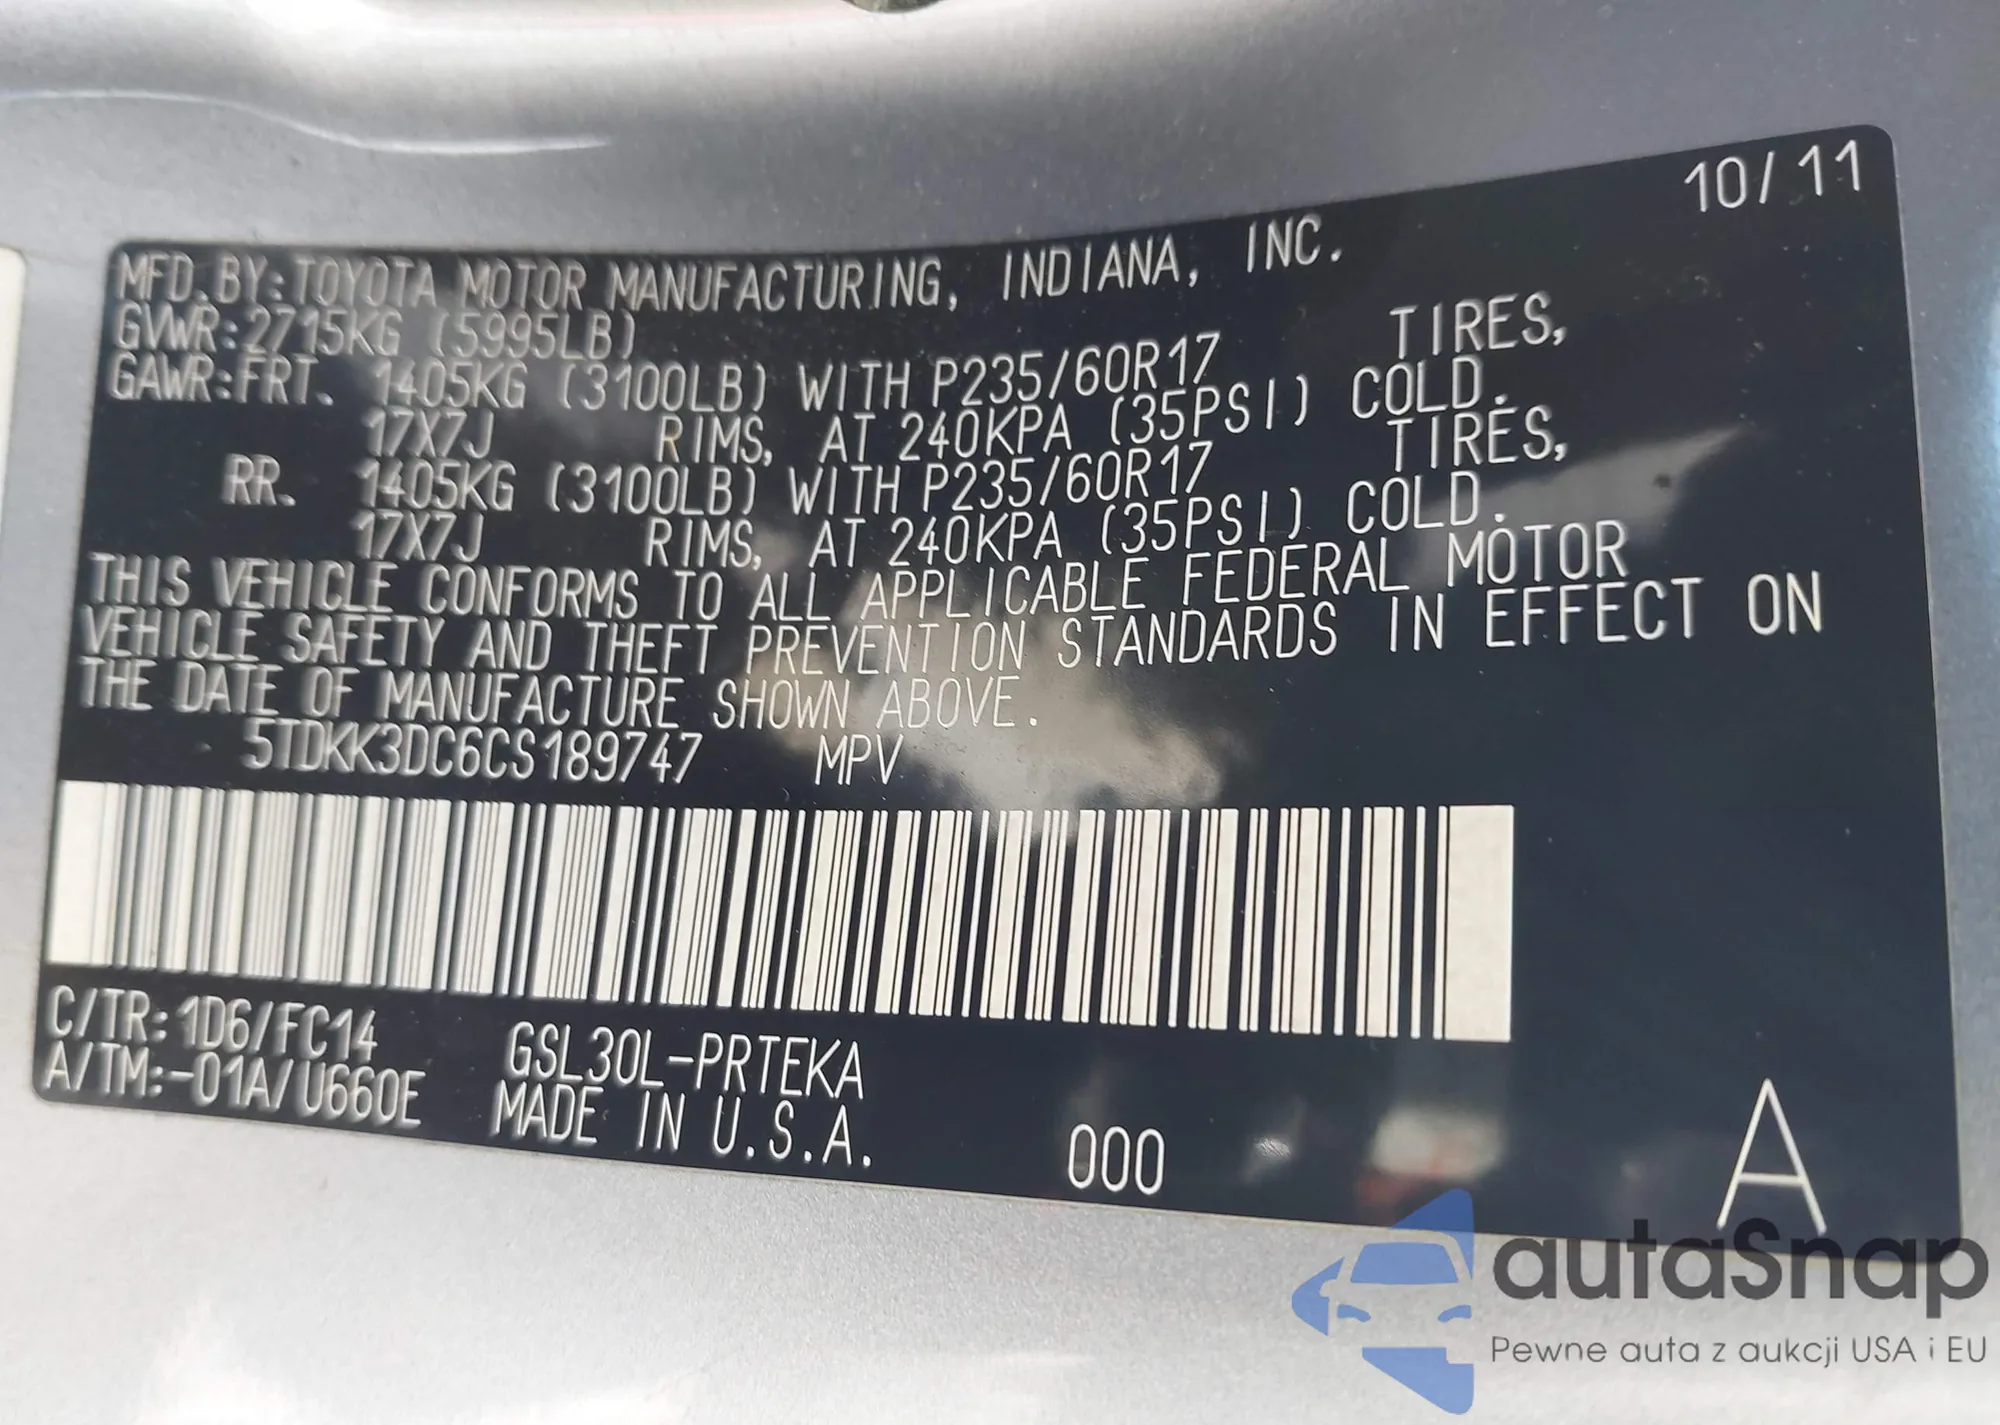 10/11
MFD.BY:TOYOTA MOTOR MANUFACTURING, INDIANA, INC.
GVWR:2715KG (5995LB)
GAWR:FRT. 1405KG (3100LB) WITH P235/60R17 TIRES,
17X7J RIMS, AT 240KPA (35PSI) COLD.
RR. 1405KG (3100LB) WITH P235/60R17 TIRES,
17X7J RIMS, AT 240KPA (35PSI) COLD.
THIS VEHICLE CONFORMS TO ALL APPLICABLE FEDERAL MOTOR
VEHICLE SAFETY AND THEFT PREVENTION STANDARDS IN EFFECT ON
THE DATE OF MANUFACTURE SHOWN ABOVE.
5TDKK3DC6CS189747 MPV
C/TR:1D6/FC14
A/TM:-01A/U660E
GSL30L-PRTEKA
MADE IN U.S.A.
000
A
autaSnap
Pewne auta z aukcji USA i EU